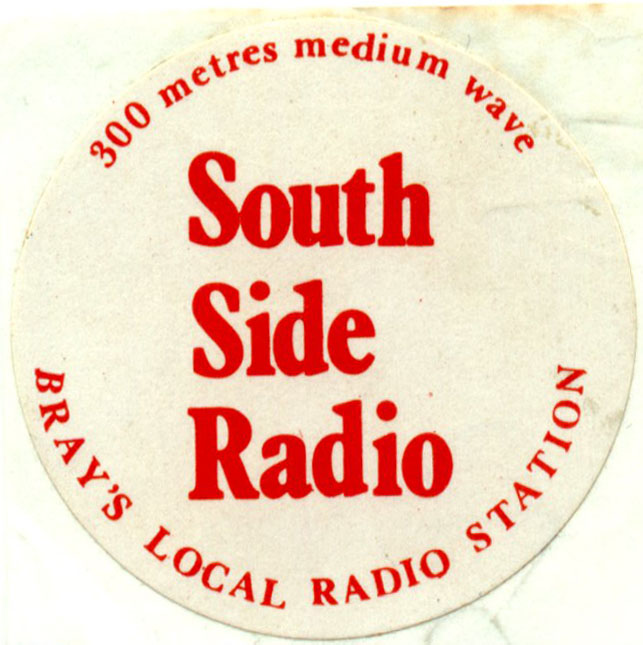 300 metres medium wave
South
Side
Radio
BRAY'S LOCAL RADIO STATION